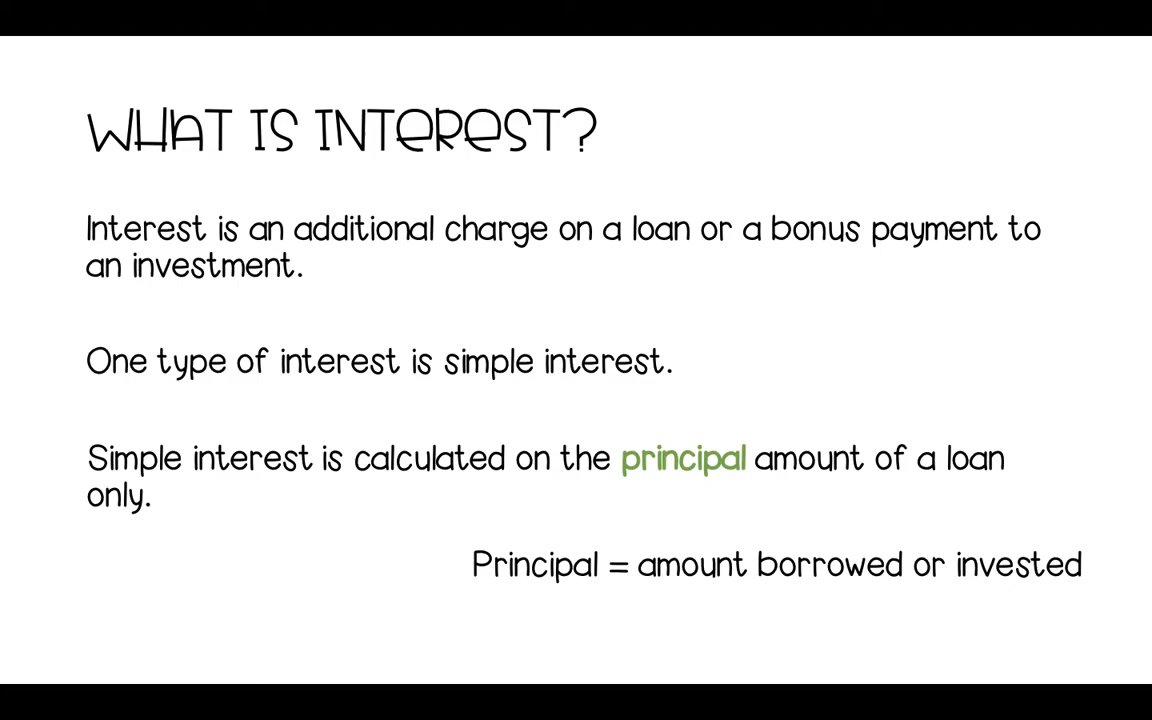 WHAT IS INTEREST?
Interest is an additional charge on a loan or a bonus payment to
an investment.
One type of interest is simple interest.
Simple interest is calculated on the principal amount of a loan
only.
Principal = amount borrowed or invested